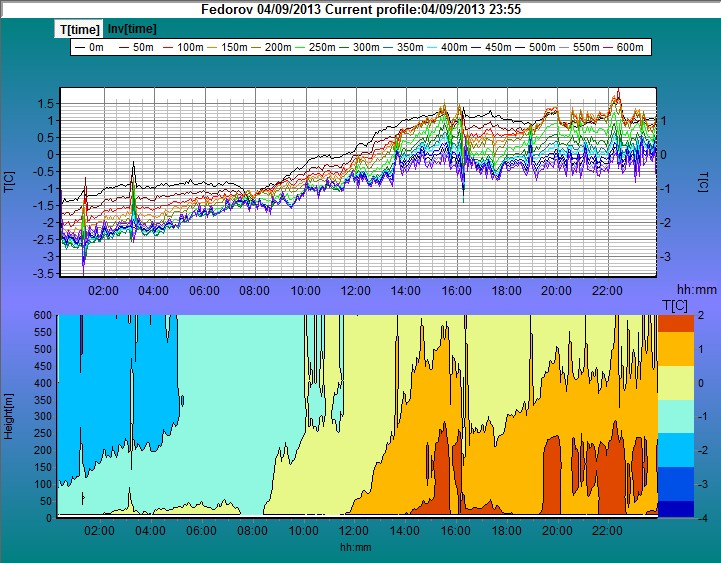 Fedorov 04/09/2013 Current profile:04/09/2013 23:55
T[time] Inv[time]
0m 50m 100m 150m 200m 250m 300m 350m 400m 450m 500m 550m 600m
1.5
1 1
0.5
0 0
-0.5
-1 -1
-1.5
-2 -2
-2.5
-3 -3
-3.5
T[C] T[C]
02:00 04:00 06:00 08:00 10:00 12:00 14:00 16:00 18:00 20:00 22:00 hh:mm
T[C]
600 2
550
500 1
450
400 0
350
300 -1
250
200 -2
150
100 -3
50
0 -4
Height[m]
02:00 04:00 06:00 08:00 10:00 12:00 14:00 16:00 18:00 20:00 22:00
hh:mm